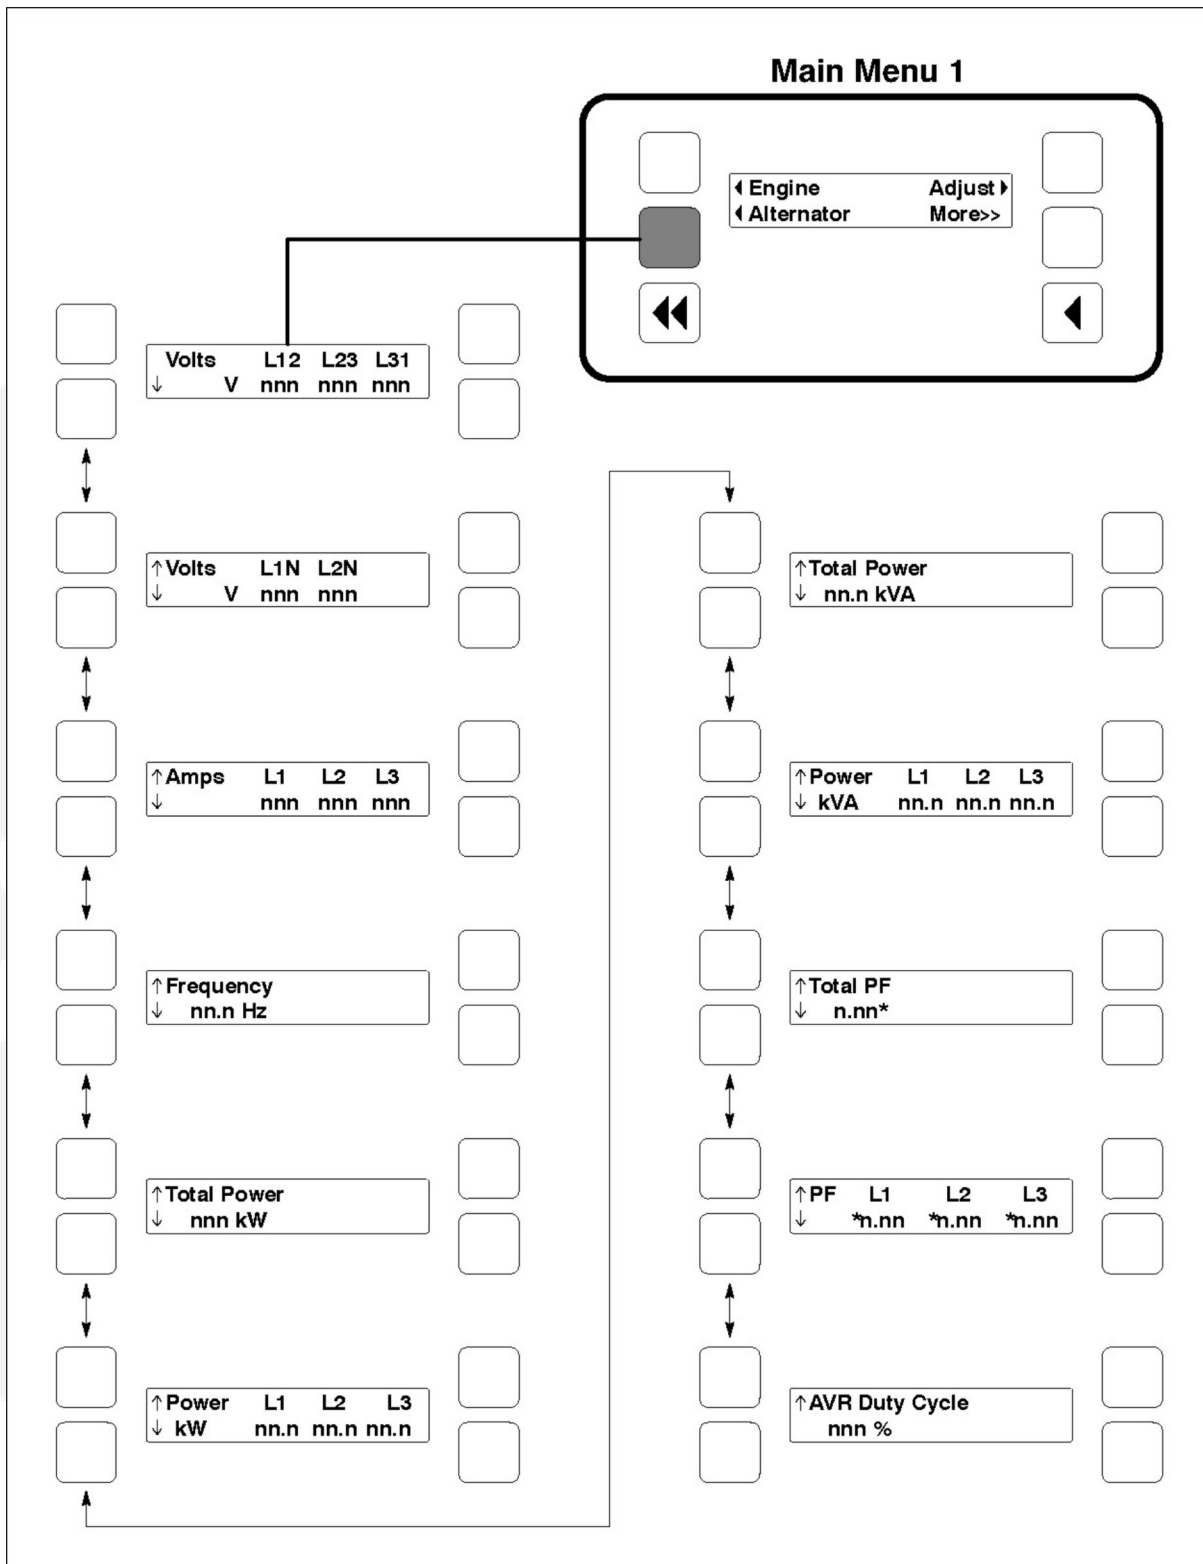 Main Menu 1
◀ Engine Adjust ▶
◀ Alternator More>>
Volts L12 L23 L31
↓ V nnn nnn nnn
↑ Volts L1N L2N
↓ V nnn nnn
↑ Amps L1 L2 L3
↓ nnn nnn nnn
↑ Frequency
↓ nn.n Hz
↑ Total Power
↓ nnn kW
↑ Power L1 L2 L3
↓ kW nn.n nn.n nn.n
↑ Total Power
↓ nn.n kVA
↑ Power L1 L2 L3
↓ kVA nn.n nn.n nn.n
↑ Total PF
↓ n.nn*
↑ PF L1 L2 L3
↓ *n.nn *n.nn *n.nn
↑ AVR Duty Cycle
nnn %